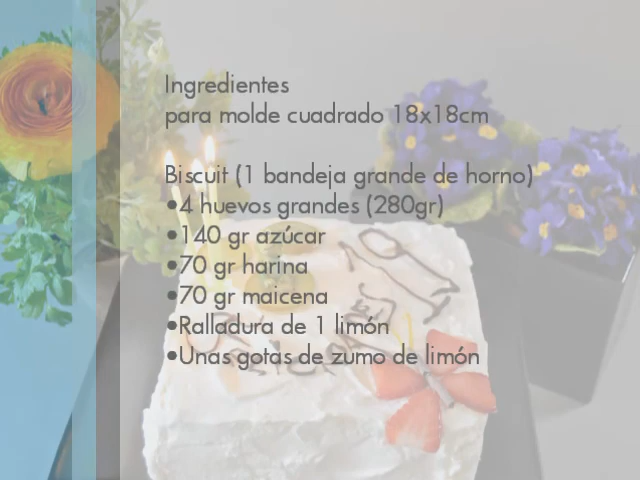 Ingredientes
para molde cuadrado 18x18cm
Biscuit (1 bandeja grande de horno)
•4 huevos grandes (280gr)
•140 gr azúcar
•70 gr harina
•70 gr maicena
•Ralladura de 1 limón
•Unas gotas de zumo de limón